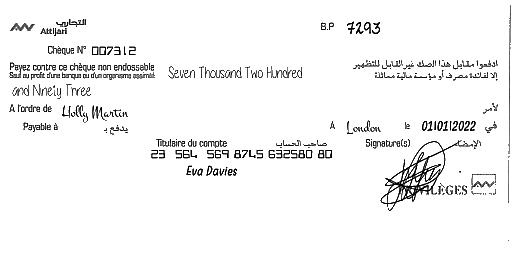 التجاري
Attijari
B.P 7293
Chèque N° 007312
Payez contre ce chèque non endossable
Sauf au profit d'une banque ou d'un organisme assimilé
Seven Thousand Two Hundred
ادفعوا مقابل هذا الصك غير القابل للتظهير
إلا لفائدة مصرف أو مؤسسة مالية مماثلة
and Ninety Three
A l'ordre de Holly Martin لأمر
Payable à يدفع بـ
A London le 01/01/2022 في
Titulaire du compte صاحب الحساب
Signature(s) الإمضاء
23 564 569 8745 632580 80
Eva Davies
PRIVILÈGES